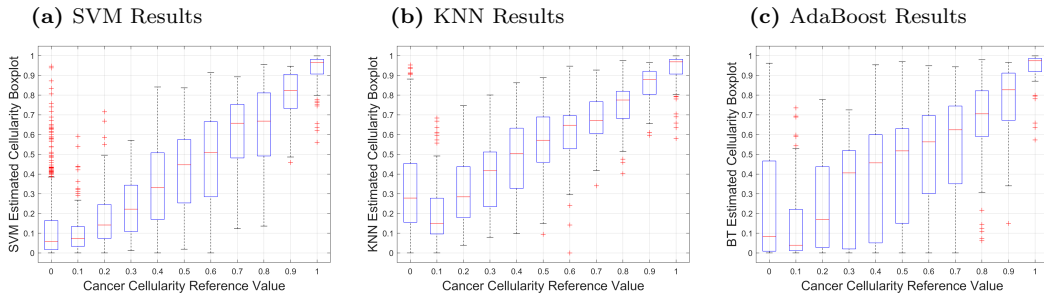 (a) SVM Results
(b) KNN Results
(c) AdaBoost Results
SVM Estimated Cellularity Boxplot
1
0.9
0.8
0.7
0.6
0.5
0.4
0.3
0.2
0.1
0
0 0.1 0.2 0.3 0.4 0.5 0.6 0.7 0.8 0.9 1
Cancer Cellularity Reference Value
KNN Estimated Cellularity Boxplot
1
0.9
0.8
0.7
0.6
0.5
0.4
0.3
0.2
0.1
0
0 0.1 0.2 0.3 0.4 0.5 0.6 0.7 0.8 0.9 1
Cancer Cellularity Reference Value
BT Estimated Cellularity Boxplot
1
0.9
0.8
0.7
0.6
0.5
0.4
0.3
0.2
0.1
0
0 0.1 0.2 0.3 0.4 0.5 0.6 0.7 0.8 0.9 1
Cancer Cellularity Reference Value